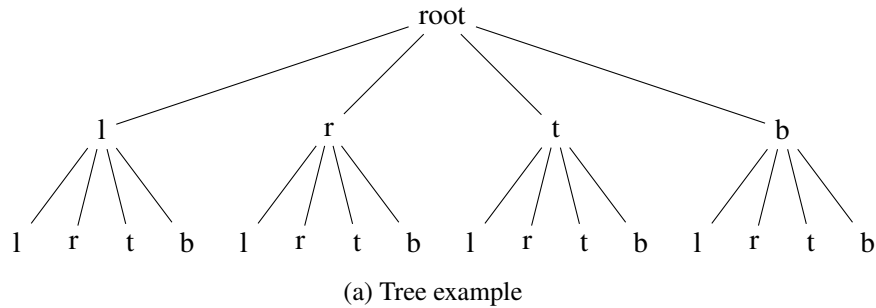 root
l r t b
l r t b l r t b l r t b l r t b
(a) Tree example